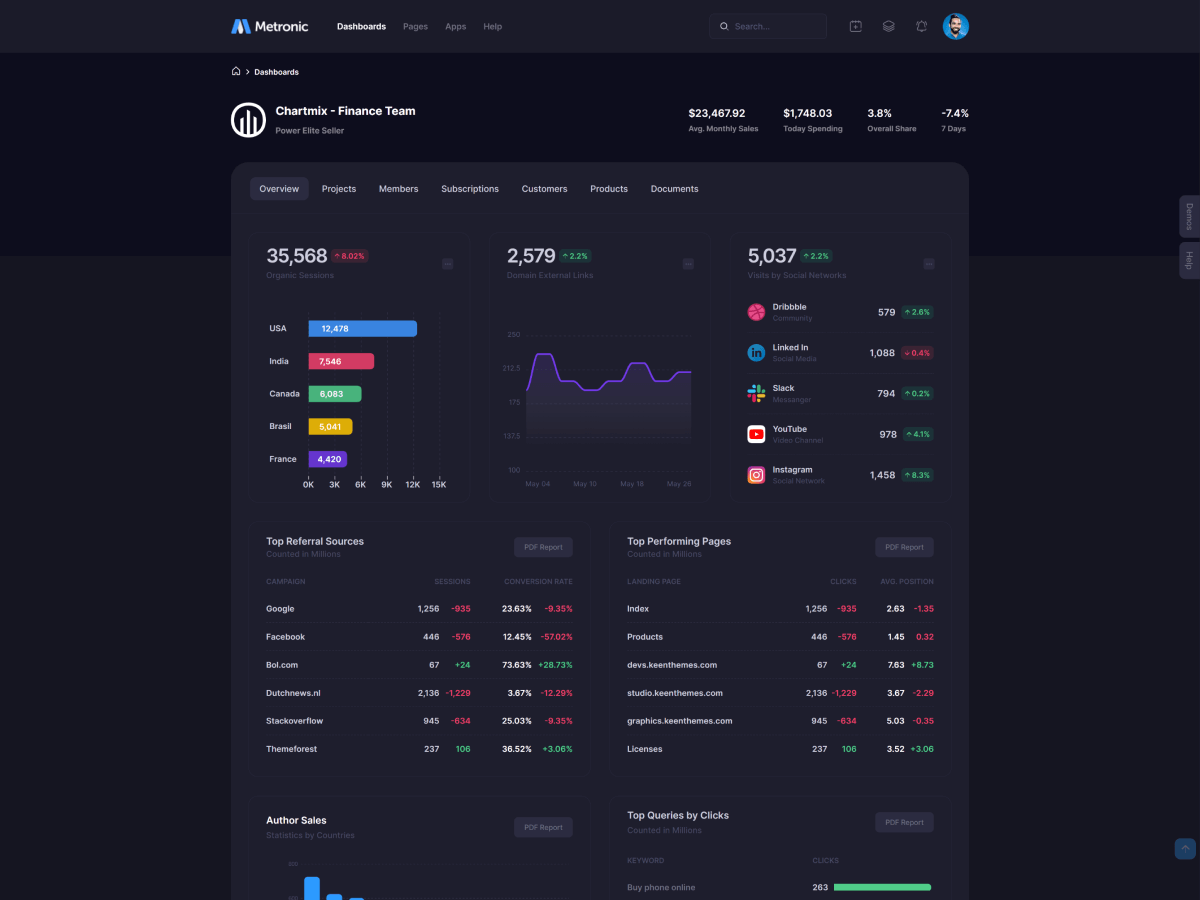 Metronic Dashboards Pages Apps Help Search...
Dashboards
Chartmix - Finance Team
Power Elite Seller
$23,467.92 $1,748.03 3.8% -7.4%
Avg. Monthly Sales Today Spending Overall Share 7 Days
Overview Projects Members Subscriptions Customers Products Documents
Demos
Help
35,568 8.02%
Organic Sessions
USA 12,478
India 7,546
Canada 6,083
Brasil 5,041
France 4,420
0K 3K 6K 9K 12K 15K
2,579 2.2%
Domain External Links
250
212.5
175
137.5
100
May 04 May 10 May 18 May 26
5,037 2.2%
Visits by Social Networks
Dribbble 579 2.6%
Community
Linked In 1,088 0.4%
Social Media
Slack 794 0.2%
Messanger
YouTube 978 4.1%
Video Channel
Instagram 1,458 8.3%
Social Network
Top Referral Sources
Counted in Millions
PDF Report
CAMPAIGN SESSIONS CONVERSION RATE
Google 1,256 -935 23.63% -9.35%
Facebook 446 -576 12.45% -57.02%
Bol.com 67 +24 73.63% +28.73%
Dutchnews.nl 2,136 -1,229 3.67% -12.29%
Stackoverflow 945 -634 25.03% -9.35%
Themeforest 237 106 36.52% +3.06%
Top Performing Pages
Counted in Millions
PDF Report
LANDING PAGE CLICKS AVG. POSITION
Index 1,256 -935 2.63 -1.35
Products 446 -576 1.45 0.32
devs.keenthemes.com 67 +24 7.63 +8.73
studio.keenthemes.com 2,136 -1,229 3.67 -2.29
graphics.keenthemes.com 945 -634 5.03 -0.35
Licenses 237 106 3.52 +3.06
Author Sales
Statistics by Countries
PDF Report
Top Queries by Clicks
Counted in Millions
PDF Report
KEYWORD CLICKS
Buy phone online 263